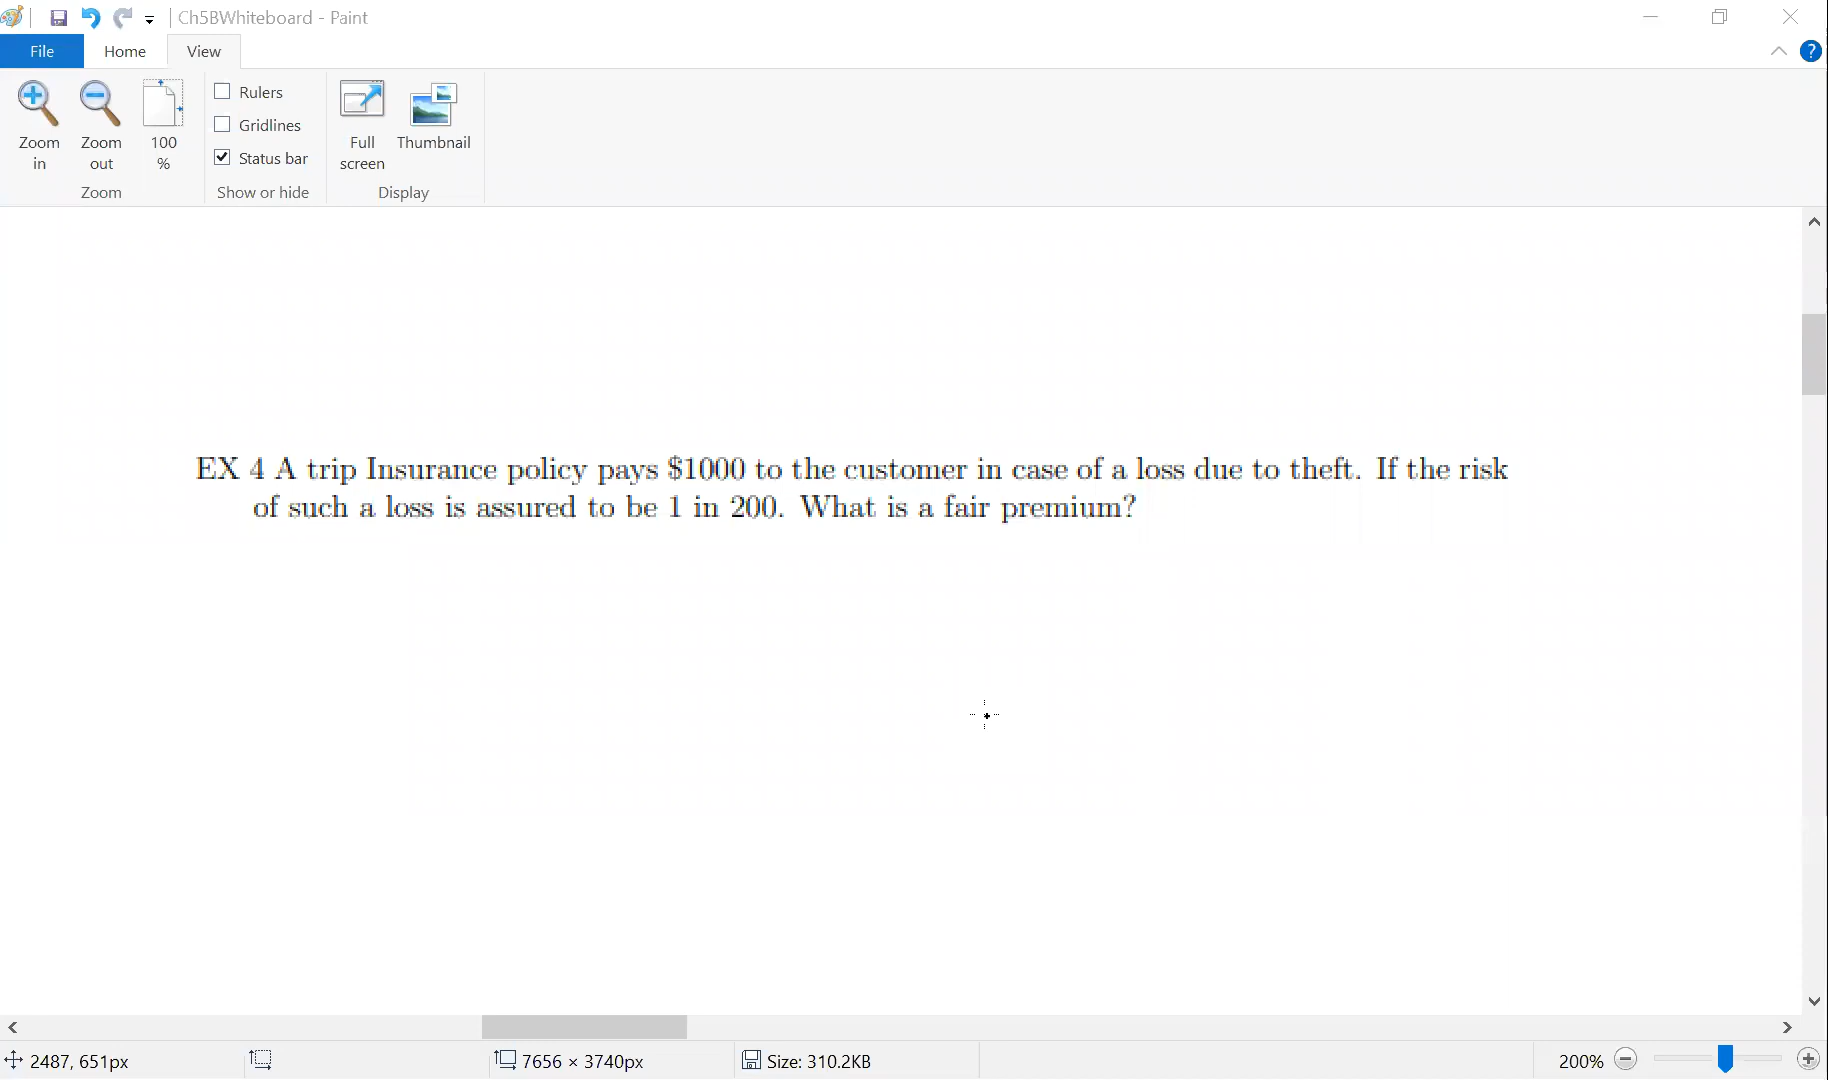 Ch5BWhiteboard - Paint
File Home View
Zoom in
Zoom out
100 %
Zoom
Rulers
Gridlines
Status bar
Show or hide
Full screen
Thumbnail
Display
?
EX 4 A trip Insurance policy pays $1000 to the customer in case of a loss due to theft. If the risk
of such a loss is assured to be 1 in 200. What is a fair premium?
2487, 651px
7656 × 3740px
Size: 310.2KB
200%